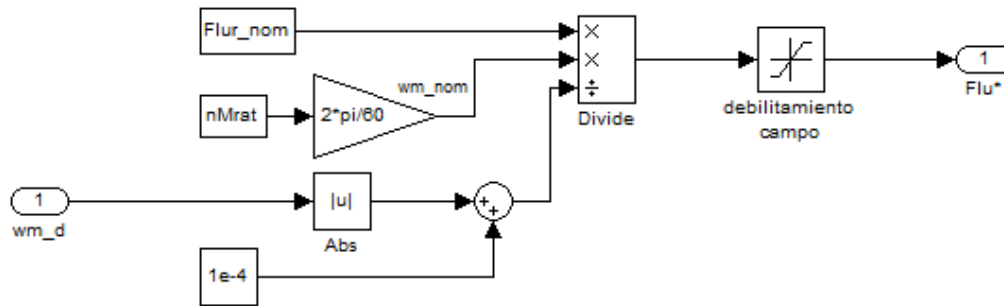 Flur_nom
nMrat
2*pi/60
wm_nom
×
×
÷
Divide
debilitamiento
campo
1
Flu*
1
wm_d
|u|
Abs
+
+
1e-4